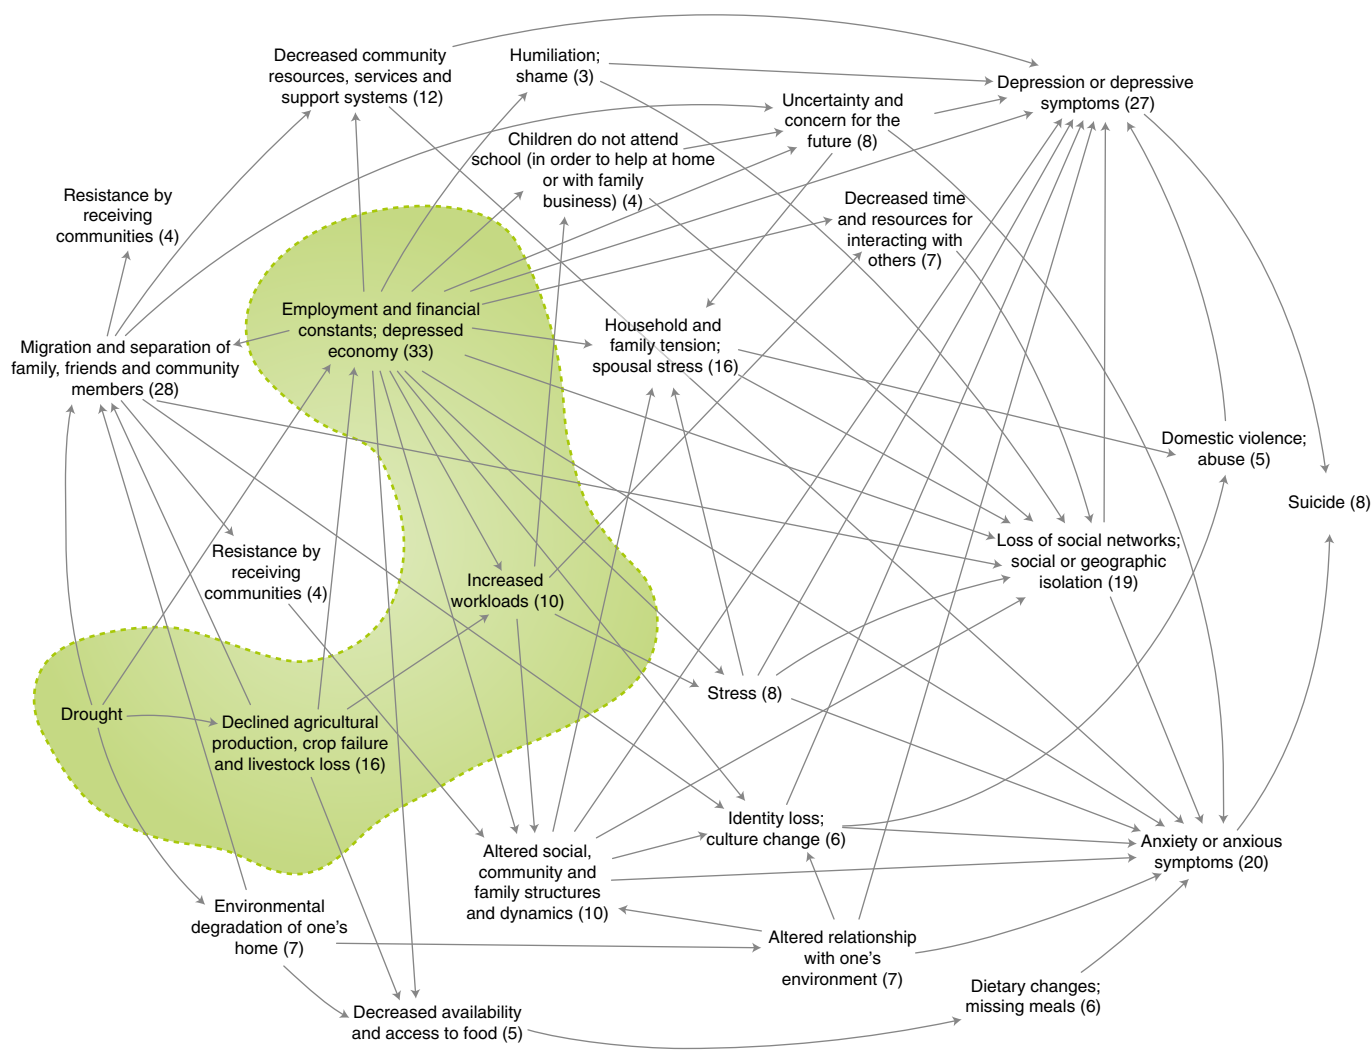 Decreased community
resources, services and
support systems (12)
Humiliation;
shame (3)
Depression or depressive
symptoms (27)
Uncertainty and
concern for the
future (8)
Children do not attend
school (in order to help at home
or with family
business) (4)
Resistance by
receiving
communities (4)
Decreased time
and resources for
interacting with
others (7)
Employment and financial
constants; depressed
economy (33)
Household and
family tension;
spousal stress (16)
Migration and separation of
family, friends and community
members (28)
Domestic violence;
abuse (5)
Suicide (8)
Resistance by
receiving
communities (4)
Increased
workloads (10)
Loss of social networks;
social or geographic
isolation (19)
Stress (8)
Drought
Declined agricultural
production, crop failure
and livestock loss (16)
Identity loss;
culture change (6)
Anxiety or anxious
symptoms (20)
Altered social,
community and
family structures
and dynamics (10)
Environmental
degradation of one's
home (7)
Altered relationship
with one's
environment (7)
Dietary changes;
missing meals (6)
Decreased availability
and access to food (5)